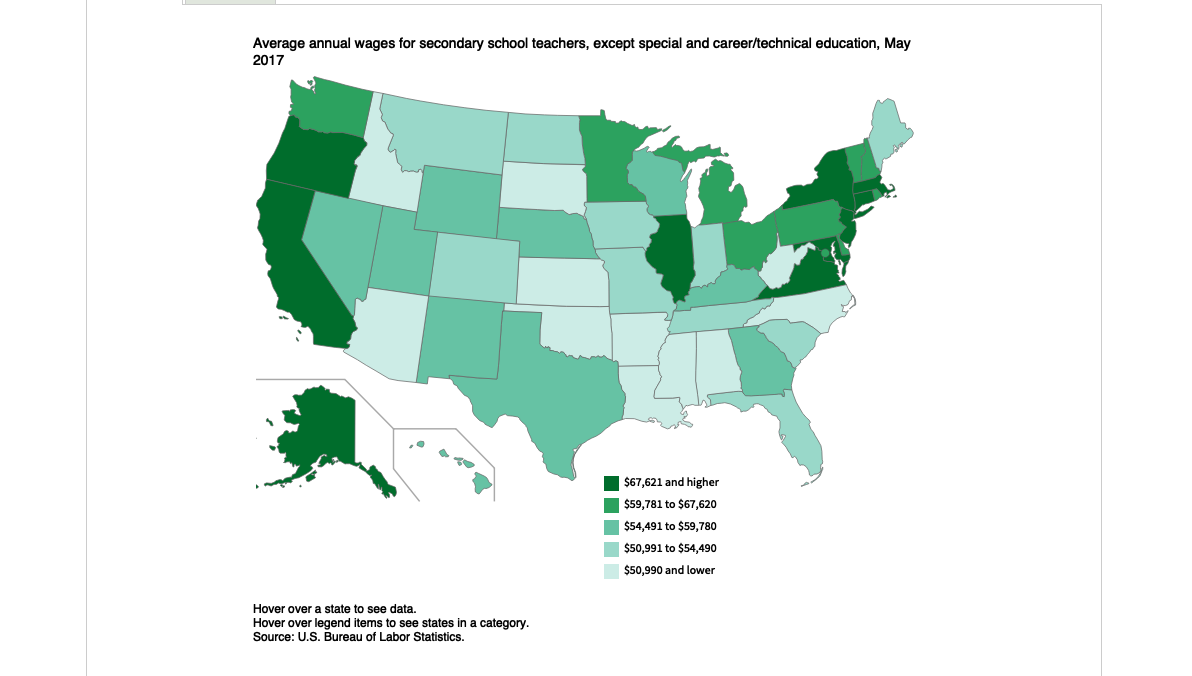 Average annual wages for secondary school teachers, except special and career/technical education, May
2017
$67,621 and higher
$59,781 to $67,620
$54,491 to $59,780
$50,991 to $54,490
$50,990 and lower
Hover over a state to see data.
Hover over legend items to see states in a category.
Source: U.S. Bureau of Labor Statistics.